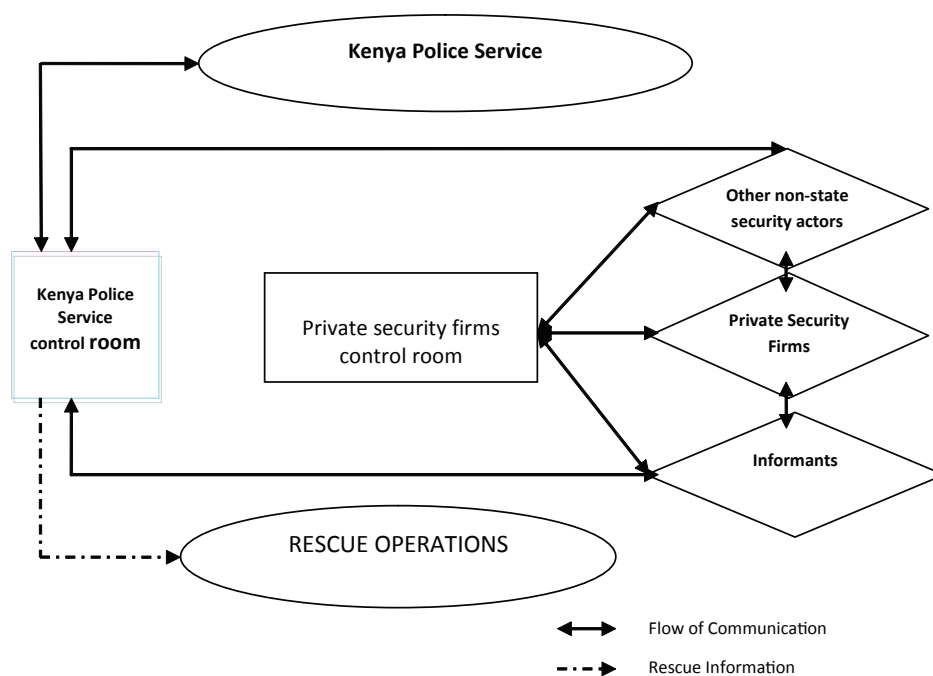 Kenya Police Service
Other non-state
security actors
Kenya Police
Service
control room
Private security firms
control room
Private Security
Firms
Informants
RESCUE OPERATIONS
Flow of Communication
Rescue Information